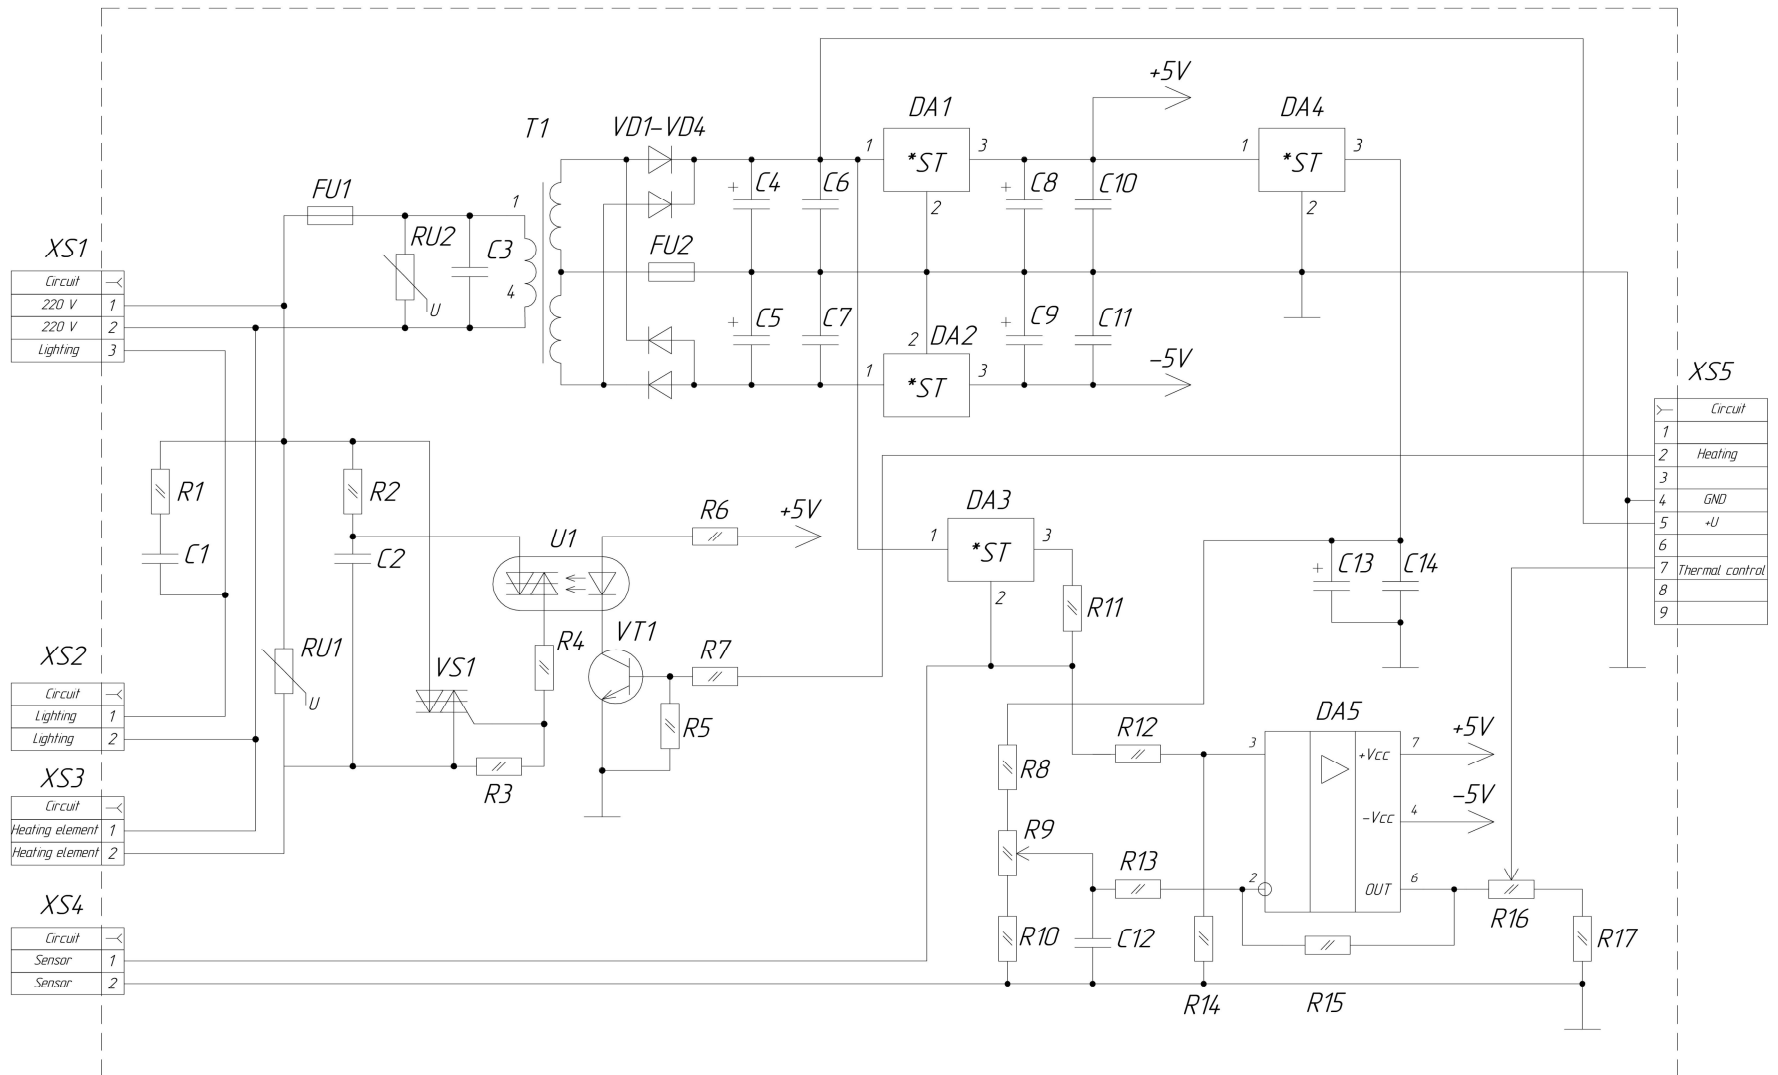 +5V
DA1
DA4
T1
VD1-VD4
1
*ST
3
1
*ST
3
FU1
1
+ C4
C6
+ C8
C10
2
2
RU2
C3
FU2
XS1
Circuit
220 V 1
220 V 2
Lighting 3
4
U
+ C5
C7
+ C9
C11
2
DA2
-5V
1
*ST
3
XS5
Circuit
1
2 Heating
3
4 GND
5 +U
6
7 Thermal control
8
9
R1
R2
R6
+5V
DA3
1
*ST
3
2
C1
C2
U1
+ C13
C14
R11
R4
VT1
R7
RU1
U
VS1
XS2
Circuit
Lighting 1
Lighting 2
R5
R3
XS3
Circuit
Heating element 1
Heating element 2
R12
DA5
3
+Vcc
7
+5V
R8
-Vcc
4
-5V
R9
R13
2
OUT
6
R16
XS4
Circuit
Sensor 1
Sensor 2
R10
C12
R17
R14
R15